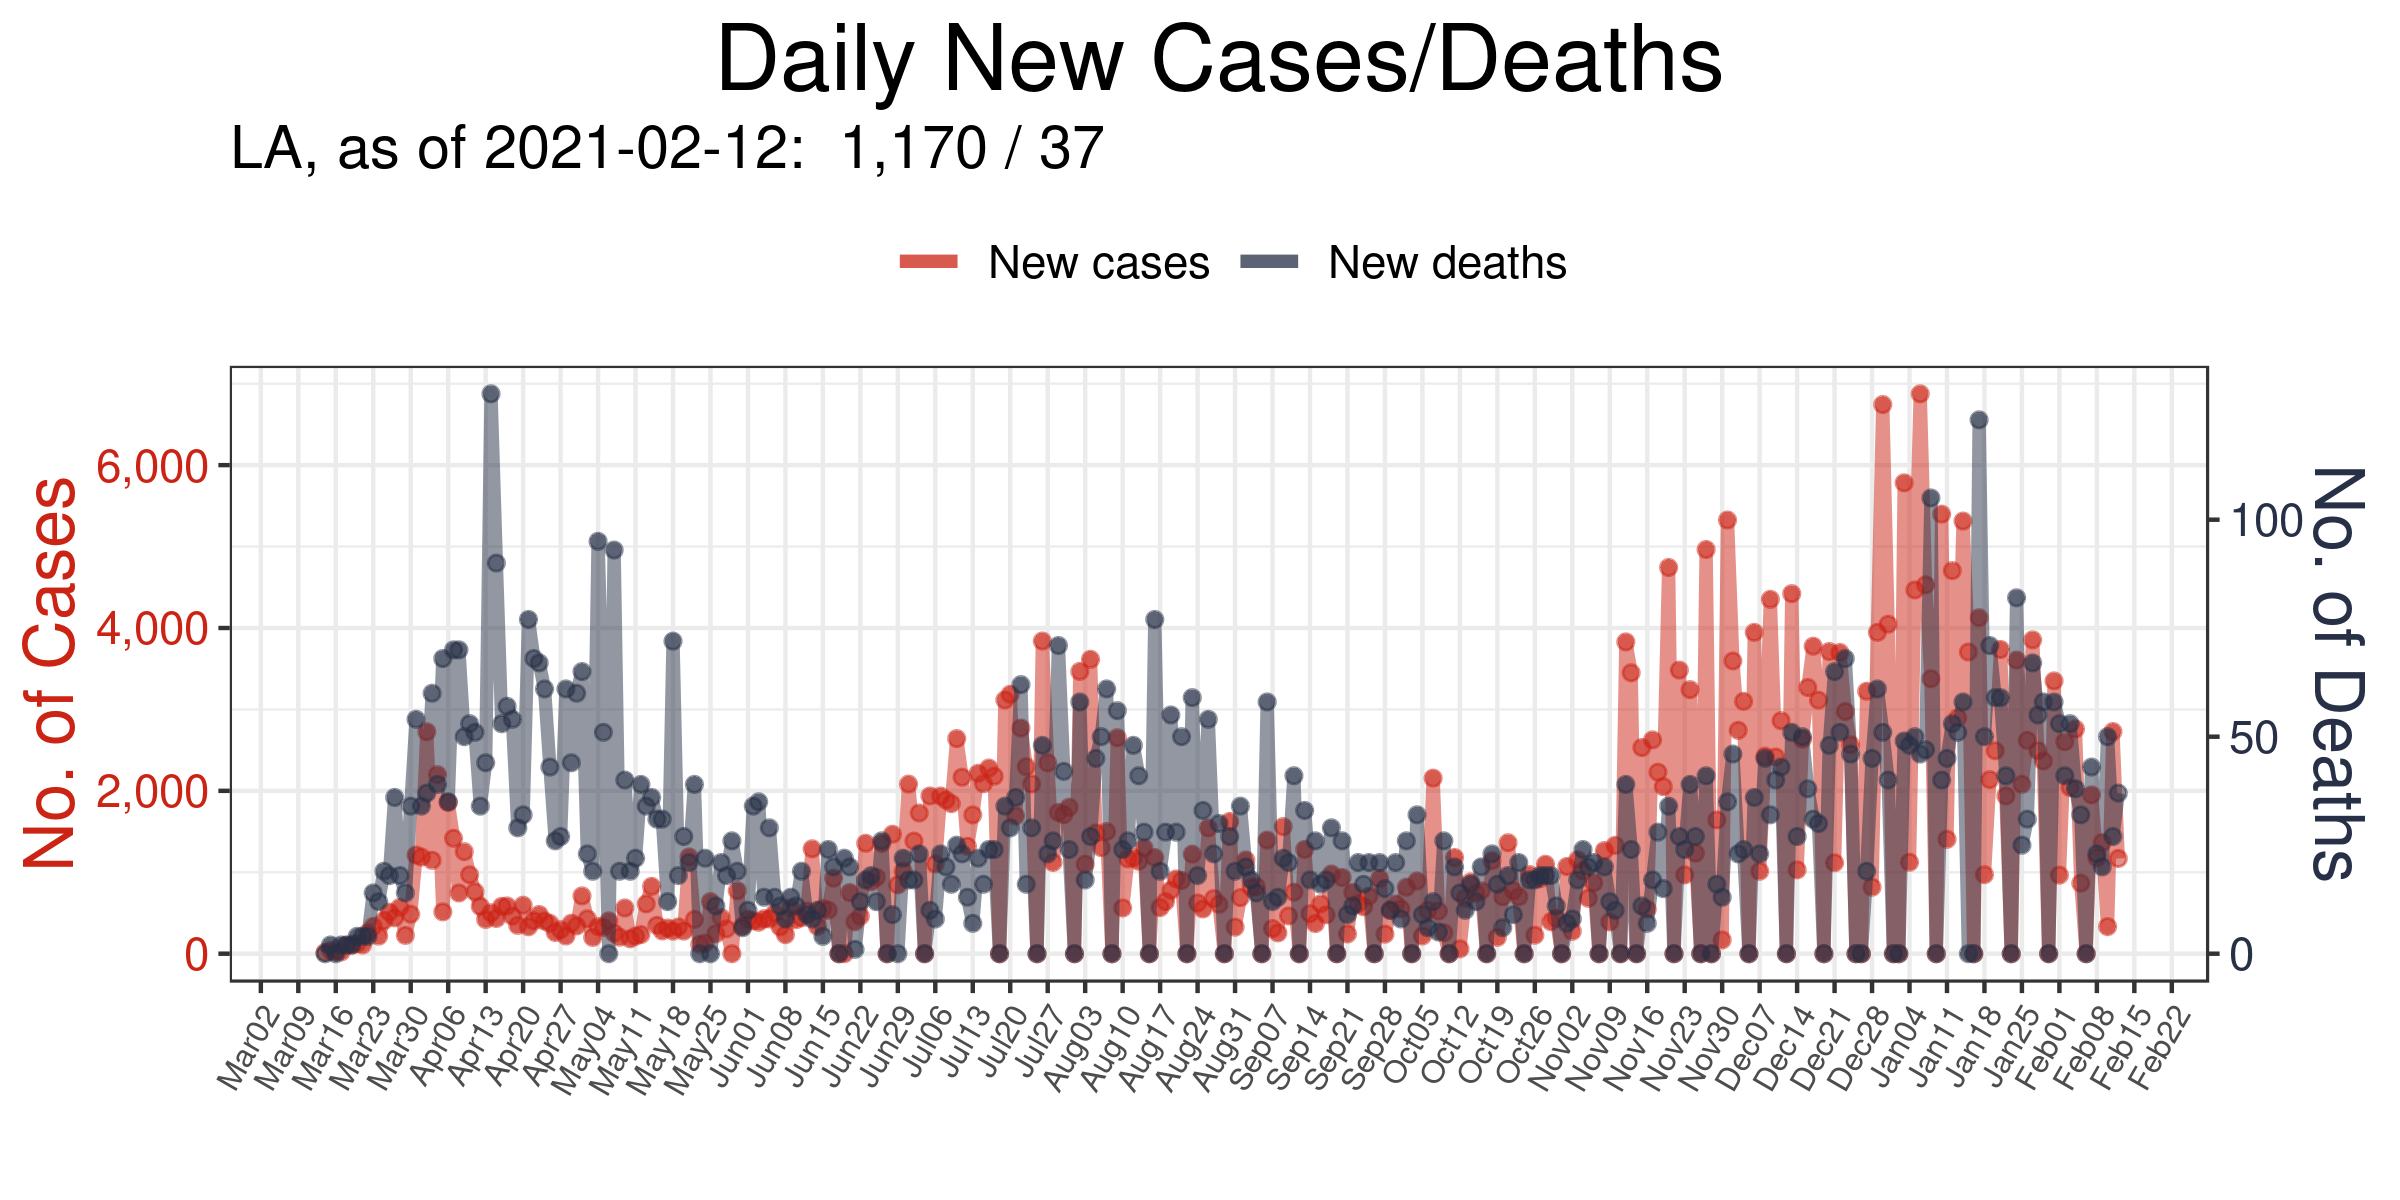 Daily New Cases/Deaths
LA, as of 2021-02-12:  1,170 / 37
New cases
New deaths
No. of Cases
6,000
4,000
2,000
0
100
50
0
No. of Deaths
Mar02 Mar09 Mar16 Mar23 Mar30 Apr06 Apr13 Apr20 Apr27 May04 May11 May18 May25 Jun01 Jun08 Jun15 Jun22 Jun29 Jul06 Jul13 Jul20 Jul27 Aug03 Aug10 Aug17 Aug24 Aug31 Sep07 Sep14 Sep21 Sep28 Oct05 Oct12 Oct19 Oct26 Nov02 Nov09 Nov16 Nov23 Nov30 Dec07 Dec14 Dec21 Dec28 Jan04 Jan11 Jan18 Jan25 Feb01 Feb08 Feb15 Feb22